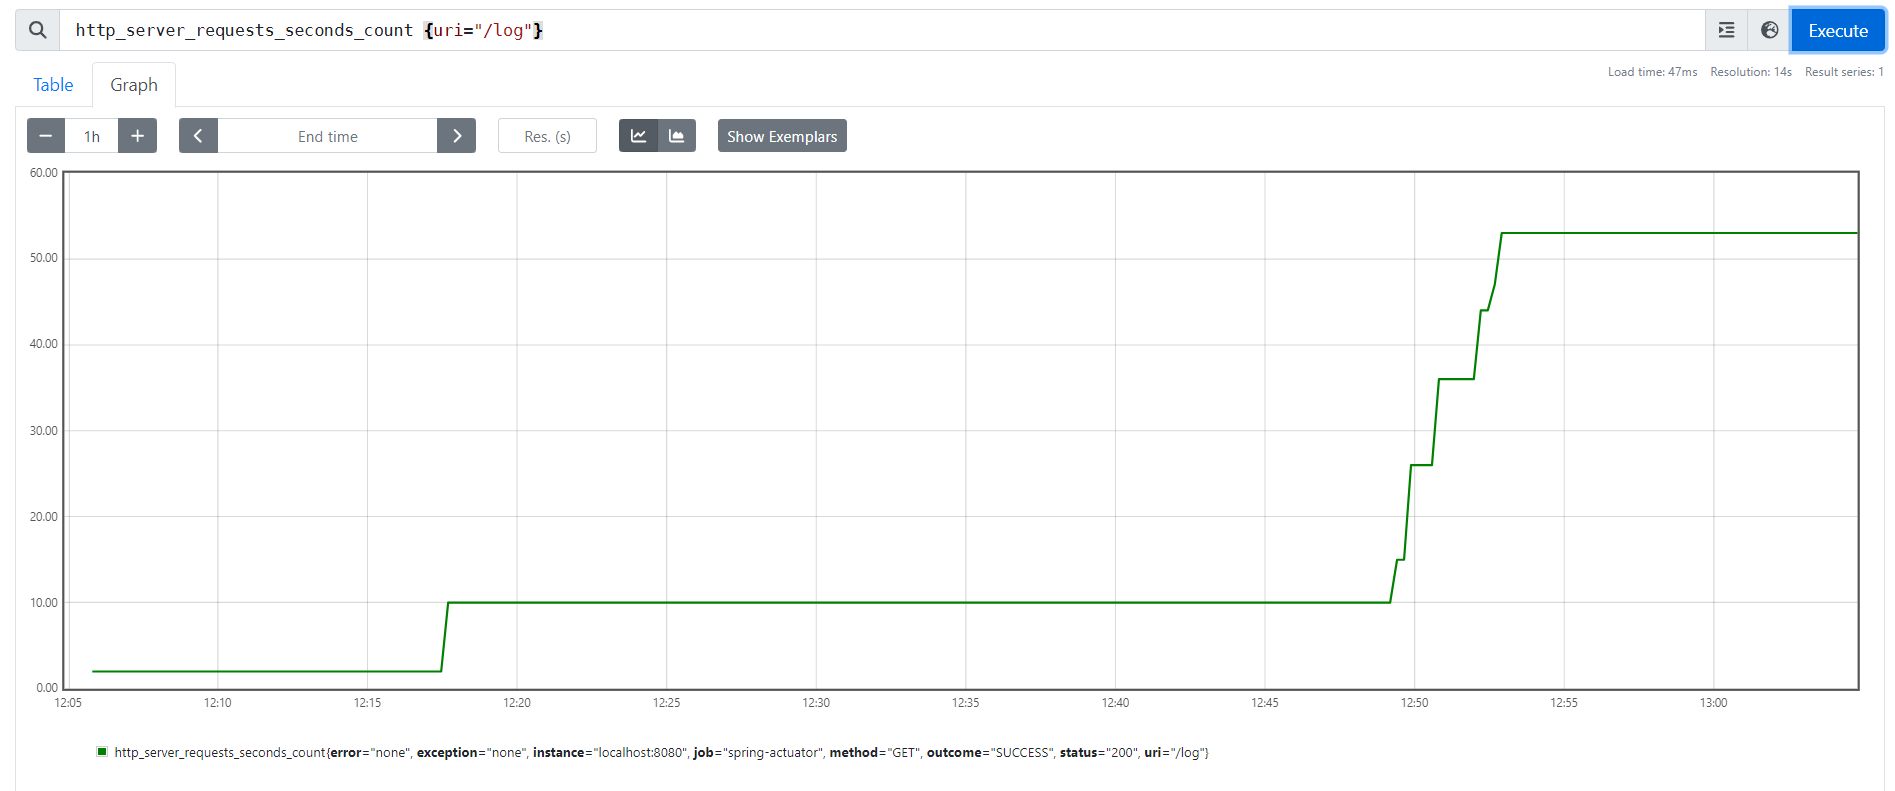 http_server_requests_seconds_count {uri="/log"}
Execute
Load time: 47ms Resolution: 14s Result series: 1
Table
Graph
1h
End time
Res. (s)
Show Exemplars
60.00
50.00
40.00
30.00
20.00
10.00
0.00
12:05 12:10 12:15 12:20 12:25 12:30 12:35 12:40 12:45 12:50 12:55 13:00
http_server_requests_seconds_count{error="none", exception="none", instance="localhost:8080", job="spring-actuator", method="GET", outcome="SUCCESS", status="200", uri="/log"}